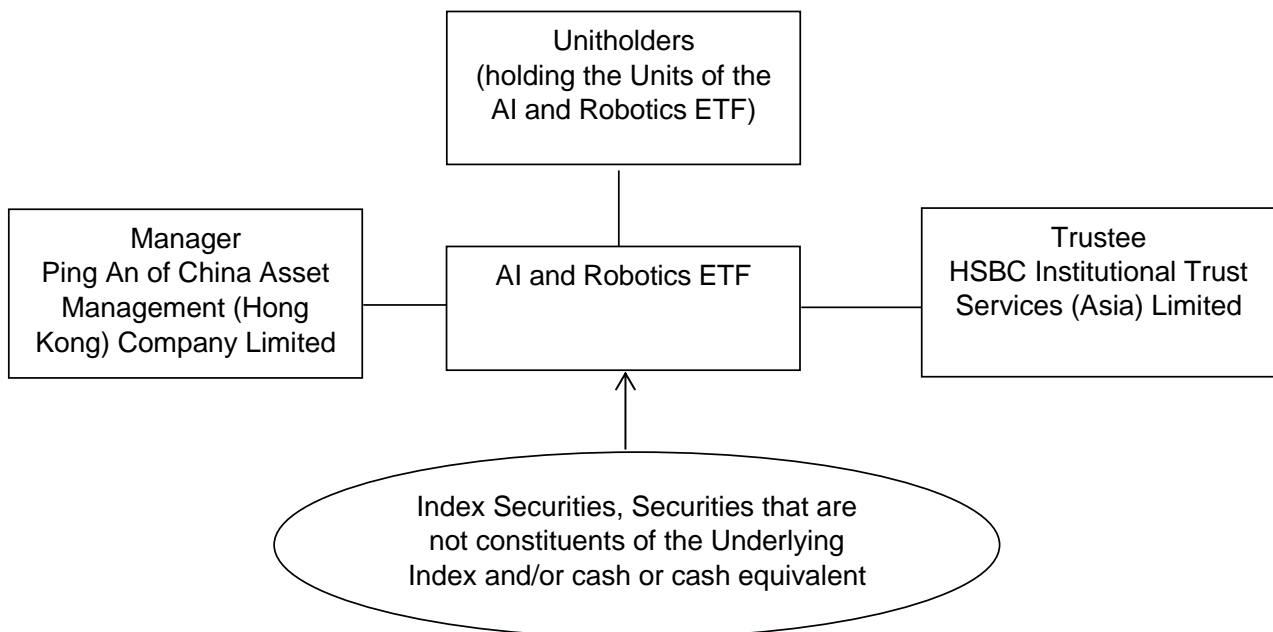 Unitholders
(holding the Units of the
AI and Robotics ETF)
Manager
Ping An of China Asset
Management (Hong
Kong) Company Limited
AI and Robotics ETF
Trustee
HSBC Institutional Trust
Services (Asia) Limited
Index Securities, Securities that are
not constituents of the Underlying
Index and/or cash or cash equivalent